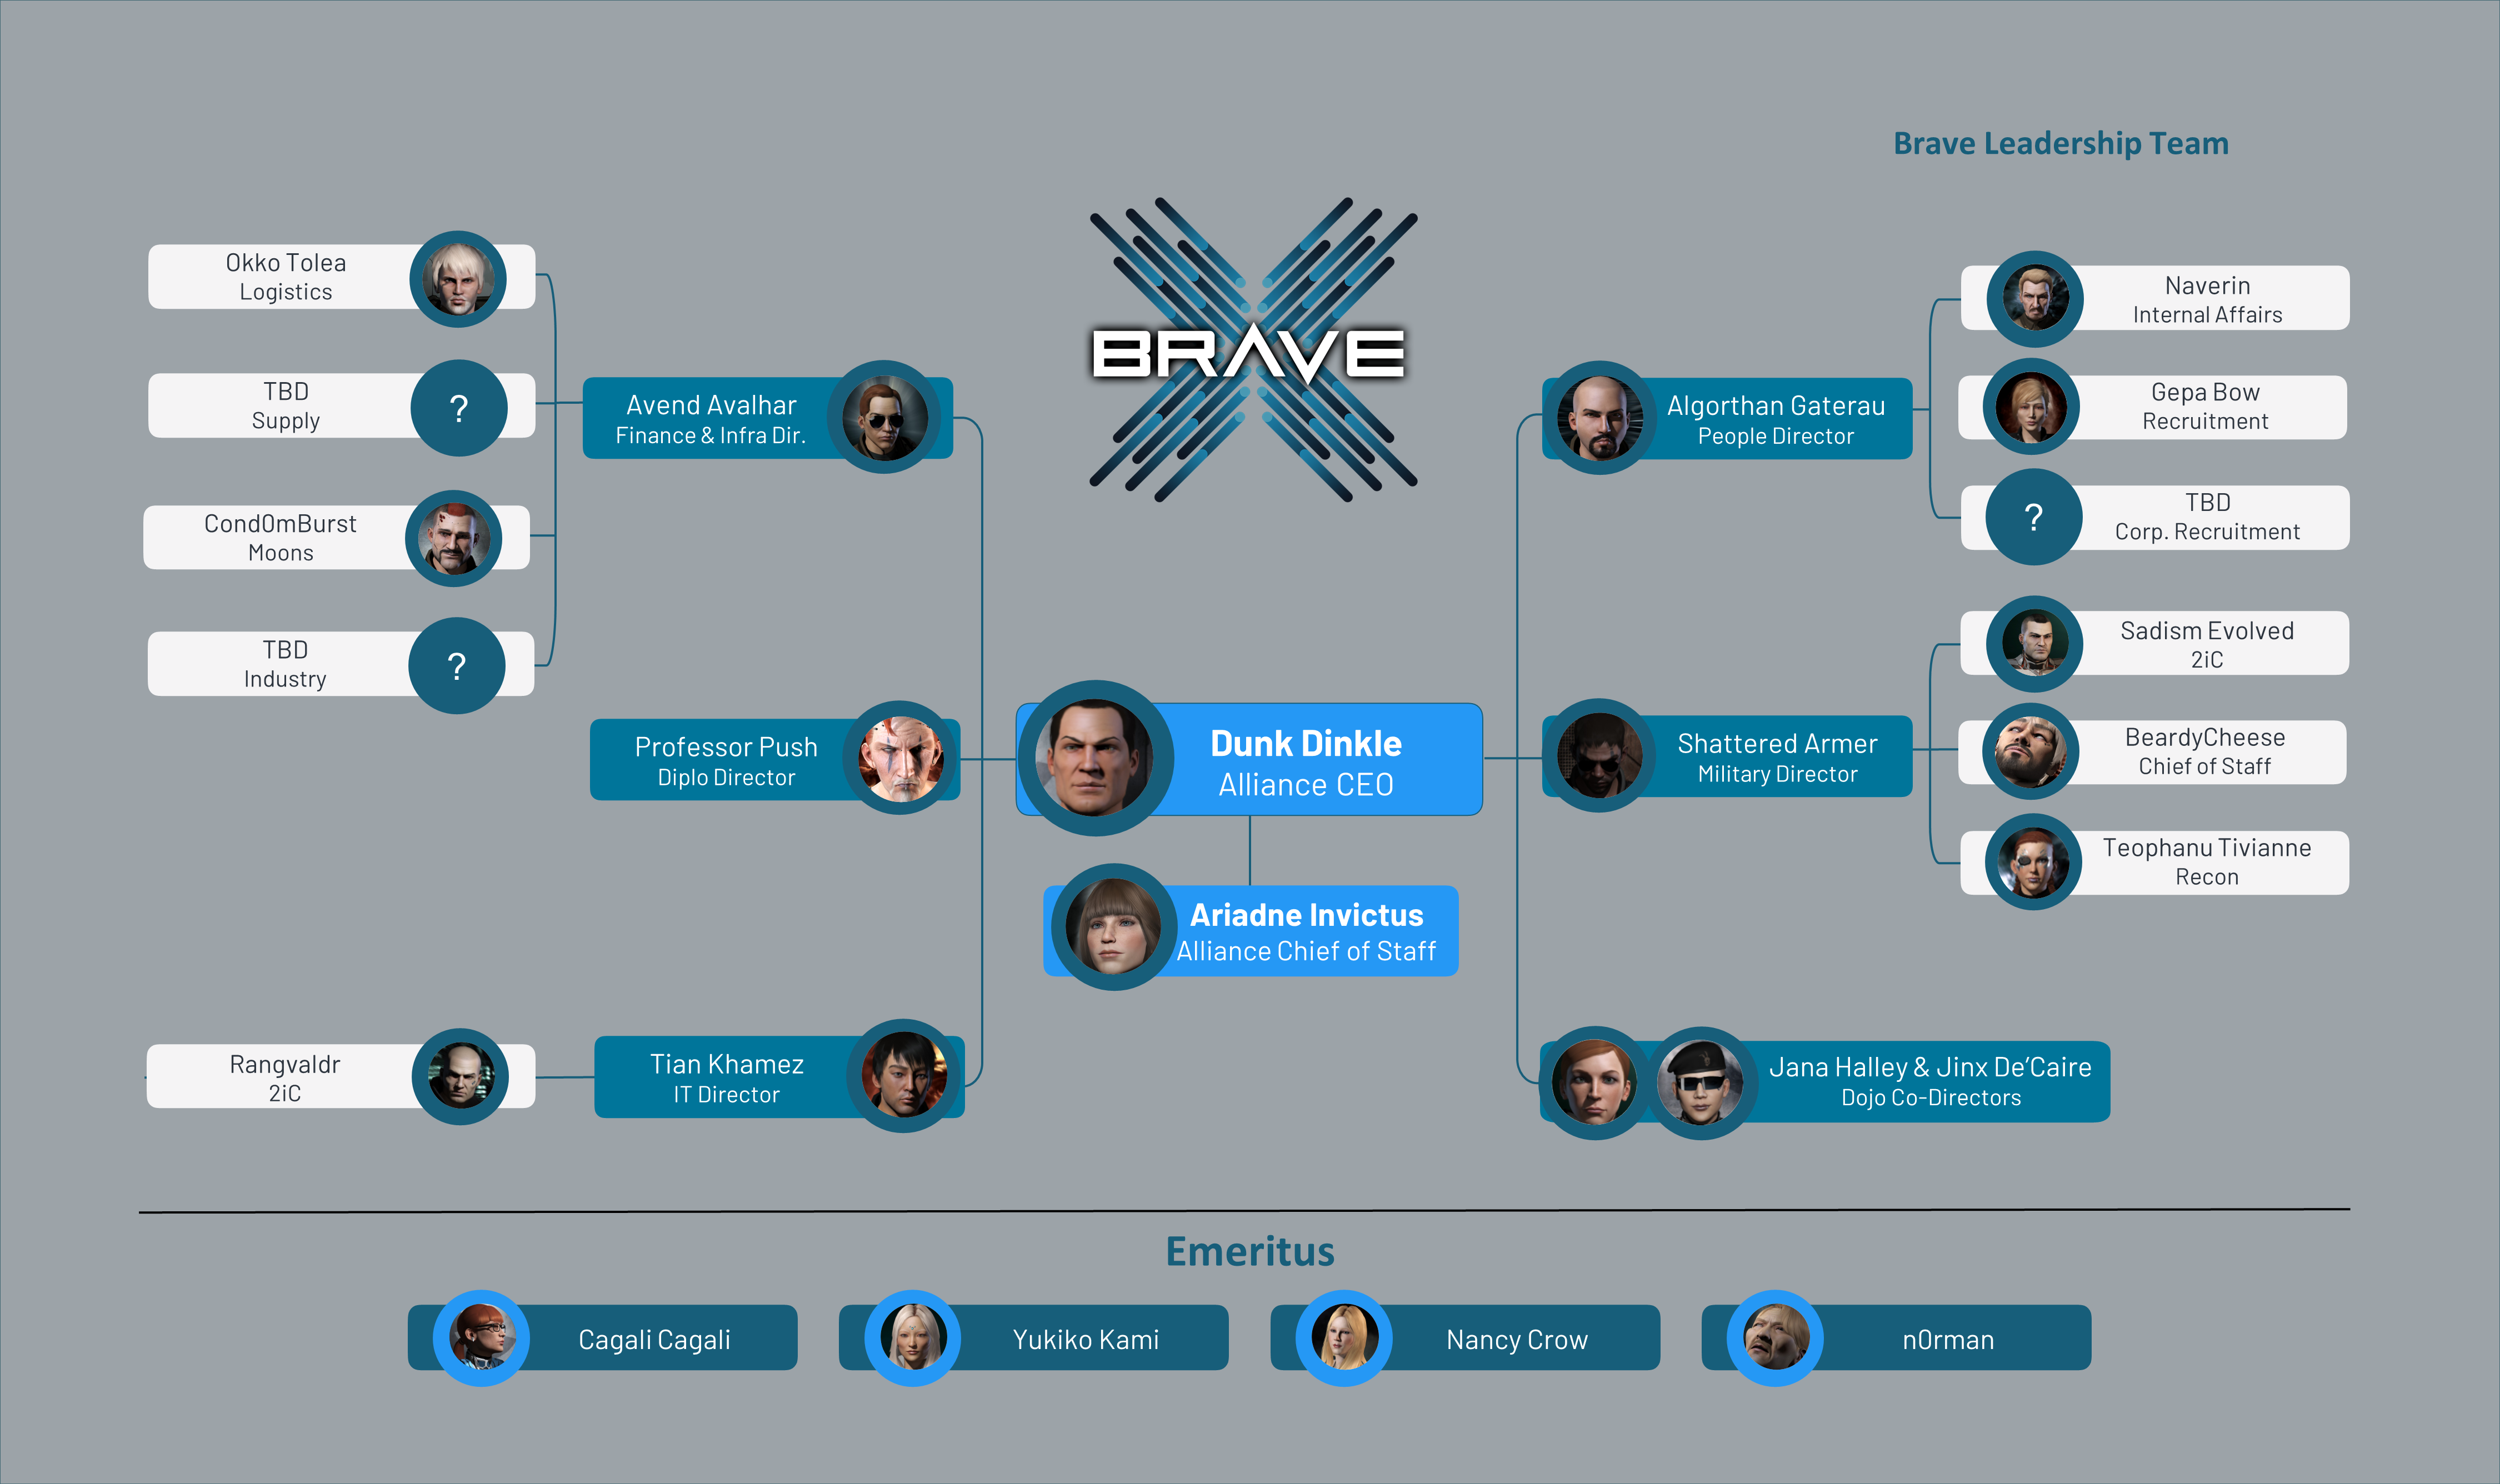 Brave Leadership Team
BRAVE
Okko Tolea
Logistics
TBD
Supply
?
Cond0mBurst
Moons
TBD
Industry
?
Avend Avalhar
Finance & Infra Dir.
Professor Push
Diplo Director
Rangvaldr
2iC
Tian Khamez
IT Director
Dunk Dinkle
Alliance CEO
Ariadne Invictus
Alliance Chief of Staff
Algorthan Gaterau
People Director
Naverin
Internal Affairs
Gepa Bow
Recruitment
?
TBD
Corp. Recruitment
Shattered Armer
Military Director
Sadism Evolved
2iC
BeardyCheese
Chief of Staff
Teophanu Tivianne
Recon
Jana Halley & Jinx De’Caire
Dojo Co-Directors
Emeritus
Cagali Cagali
Yukiko Kami
Nancy Crow
n0rman